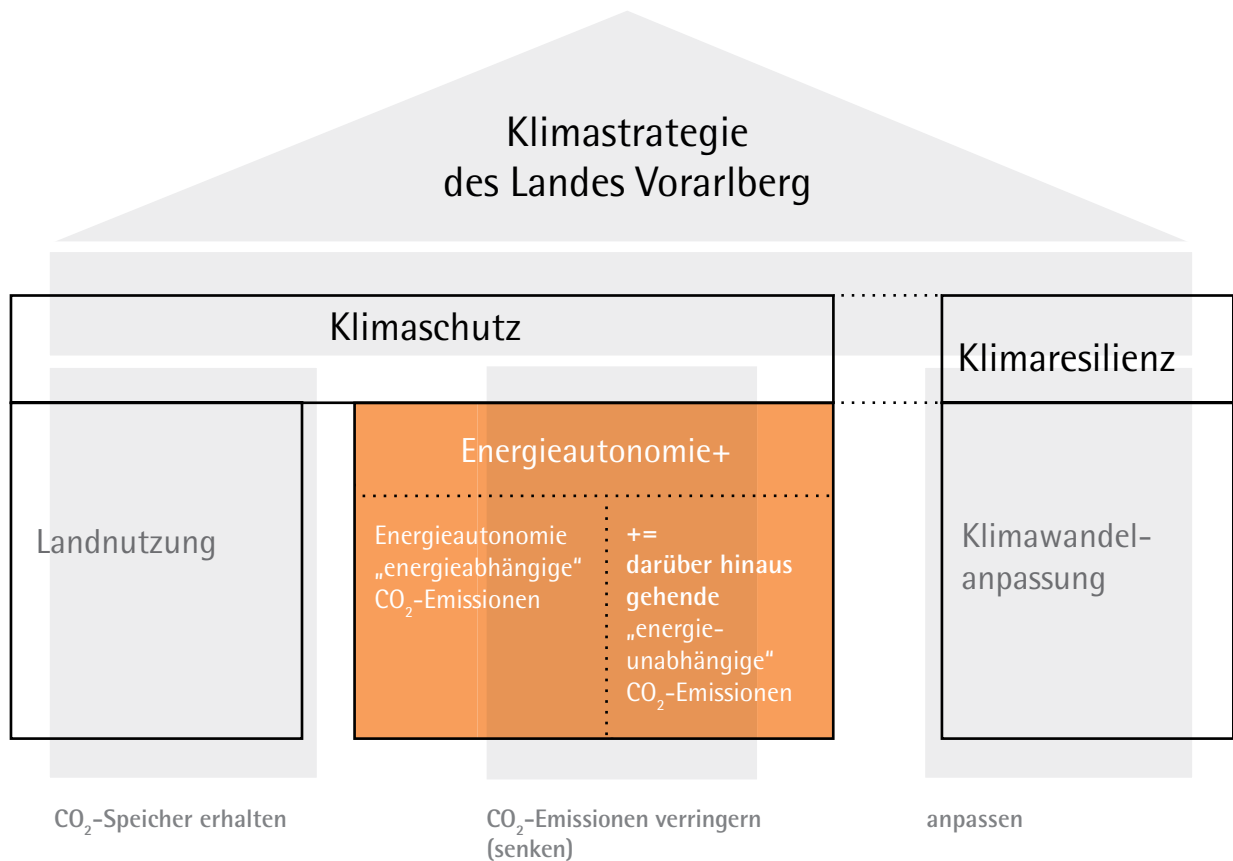 Klimastrategie
des Landes Vorarlberg
Klimaschutz
Klimaresilienz
Energieautonomie+
Landnutzung
Energieautonomie
„energieabhängige“
CO₂-Emissionen
+=
darüber hinaus
gehende
„energie-
unabhängige“
CO₂-Emissionen
Klimawandel-
anpassung
CO₂-Speicher erhalten
CO₂-Emissionen verringern
(senken)
anpassen